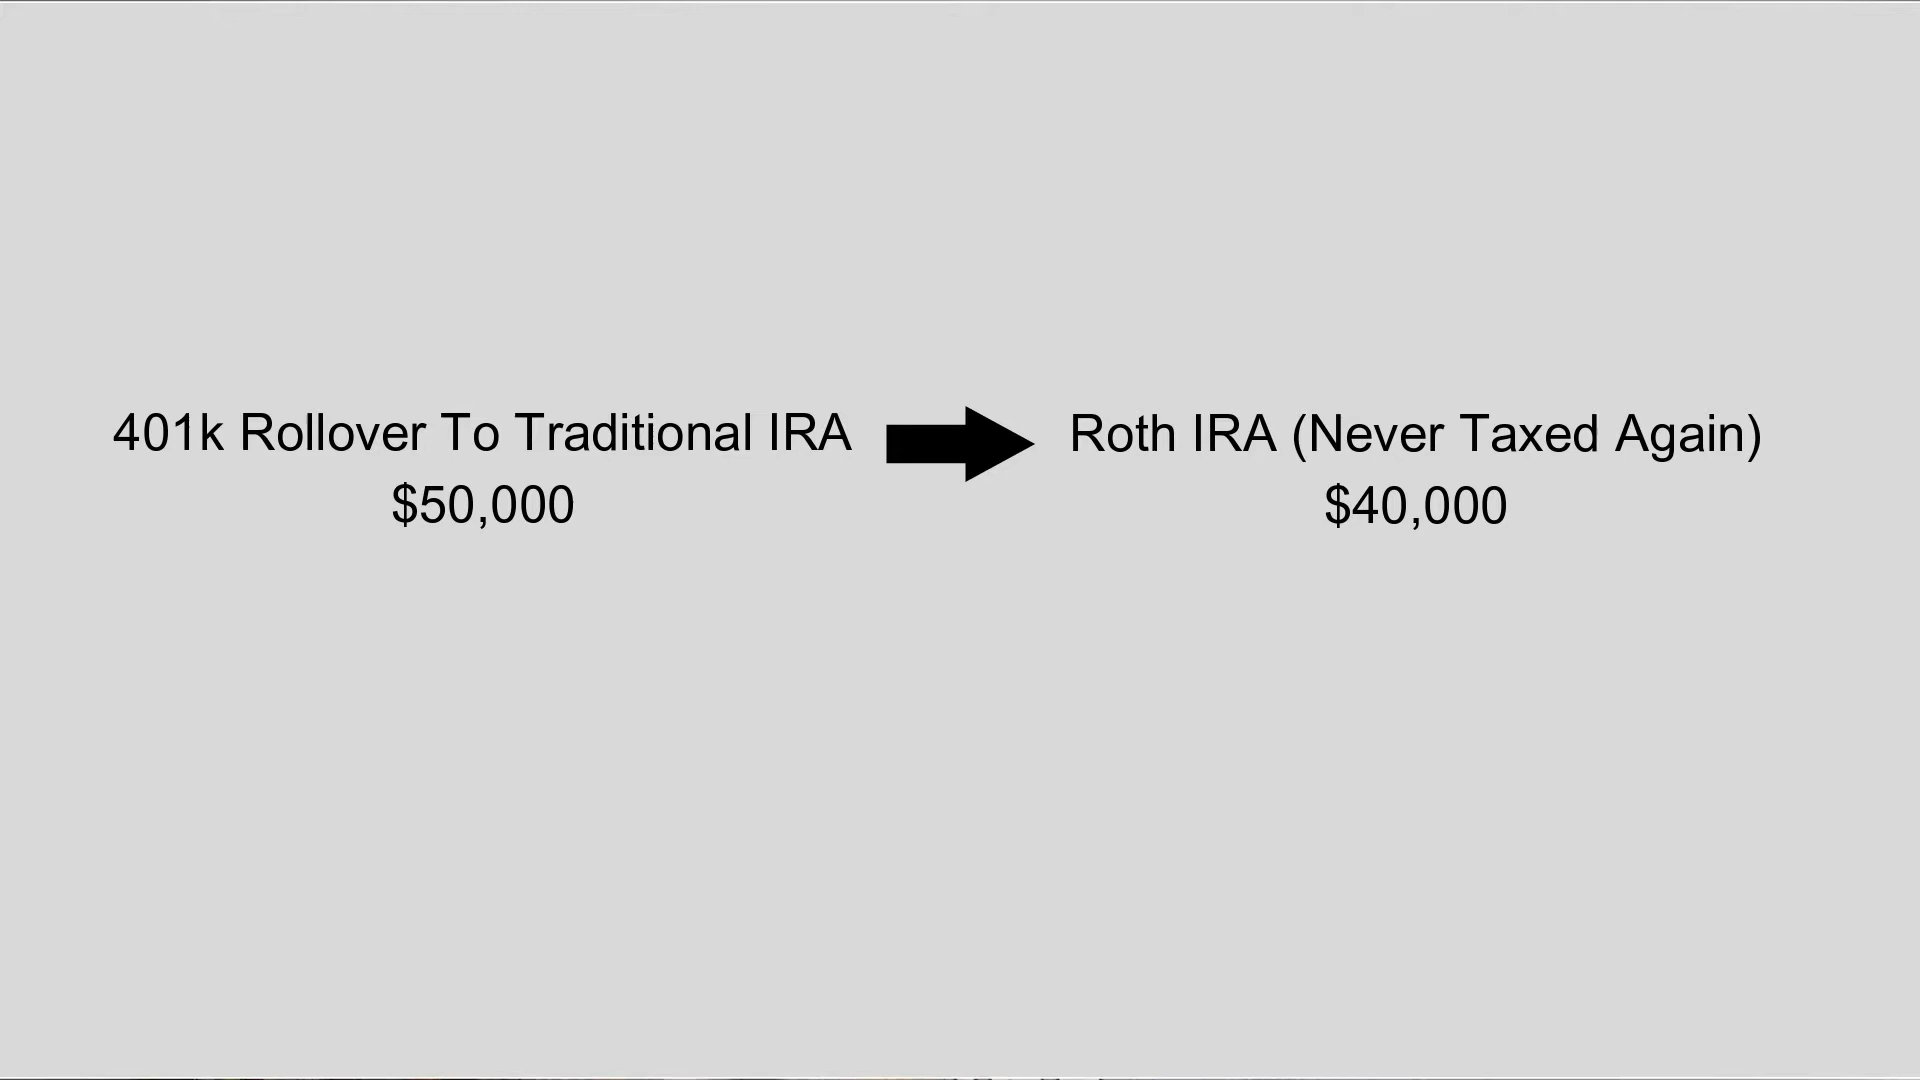 401k Rollover To Traditional IRA
$50,000
Roth IRA (Never Taxed Again)
$40,000